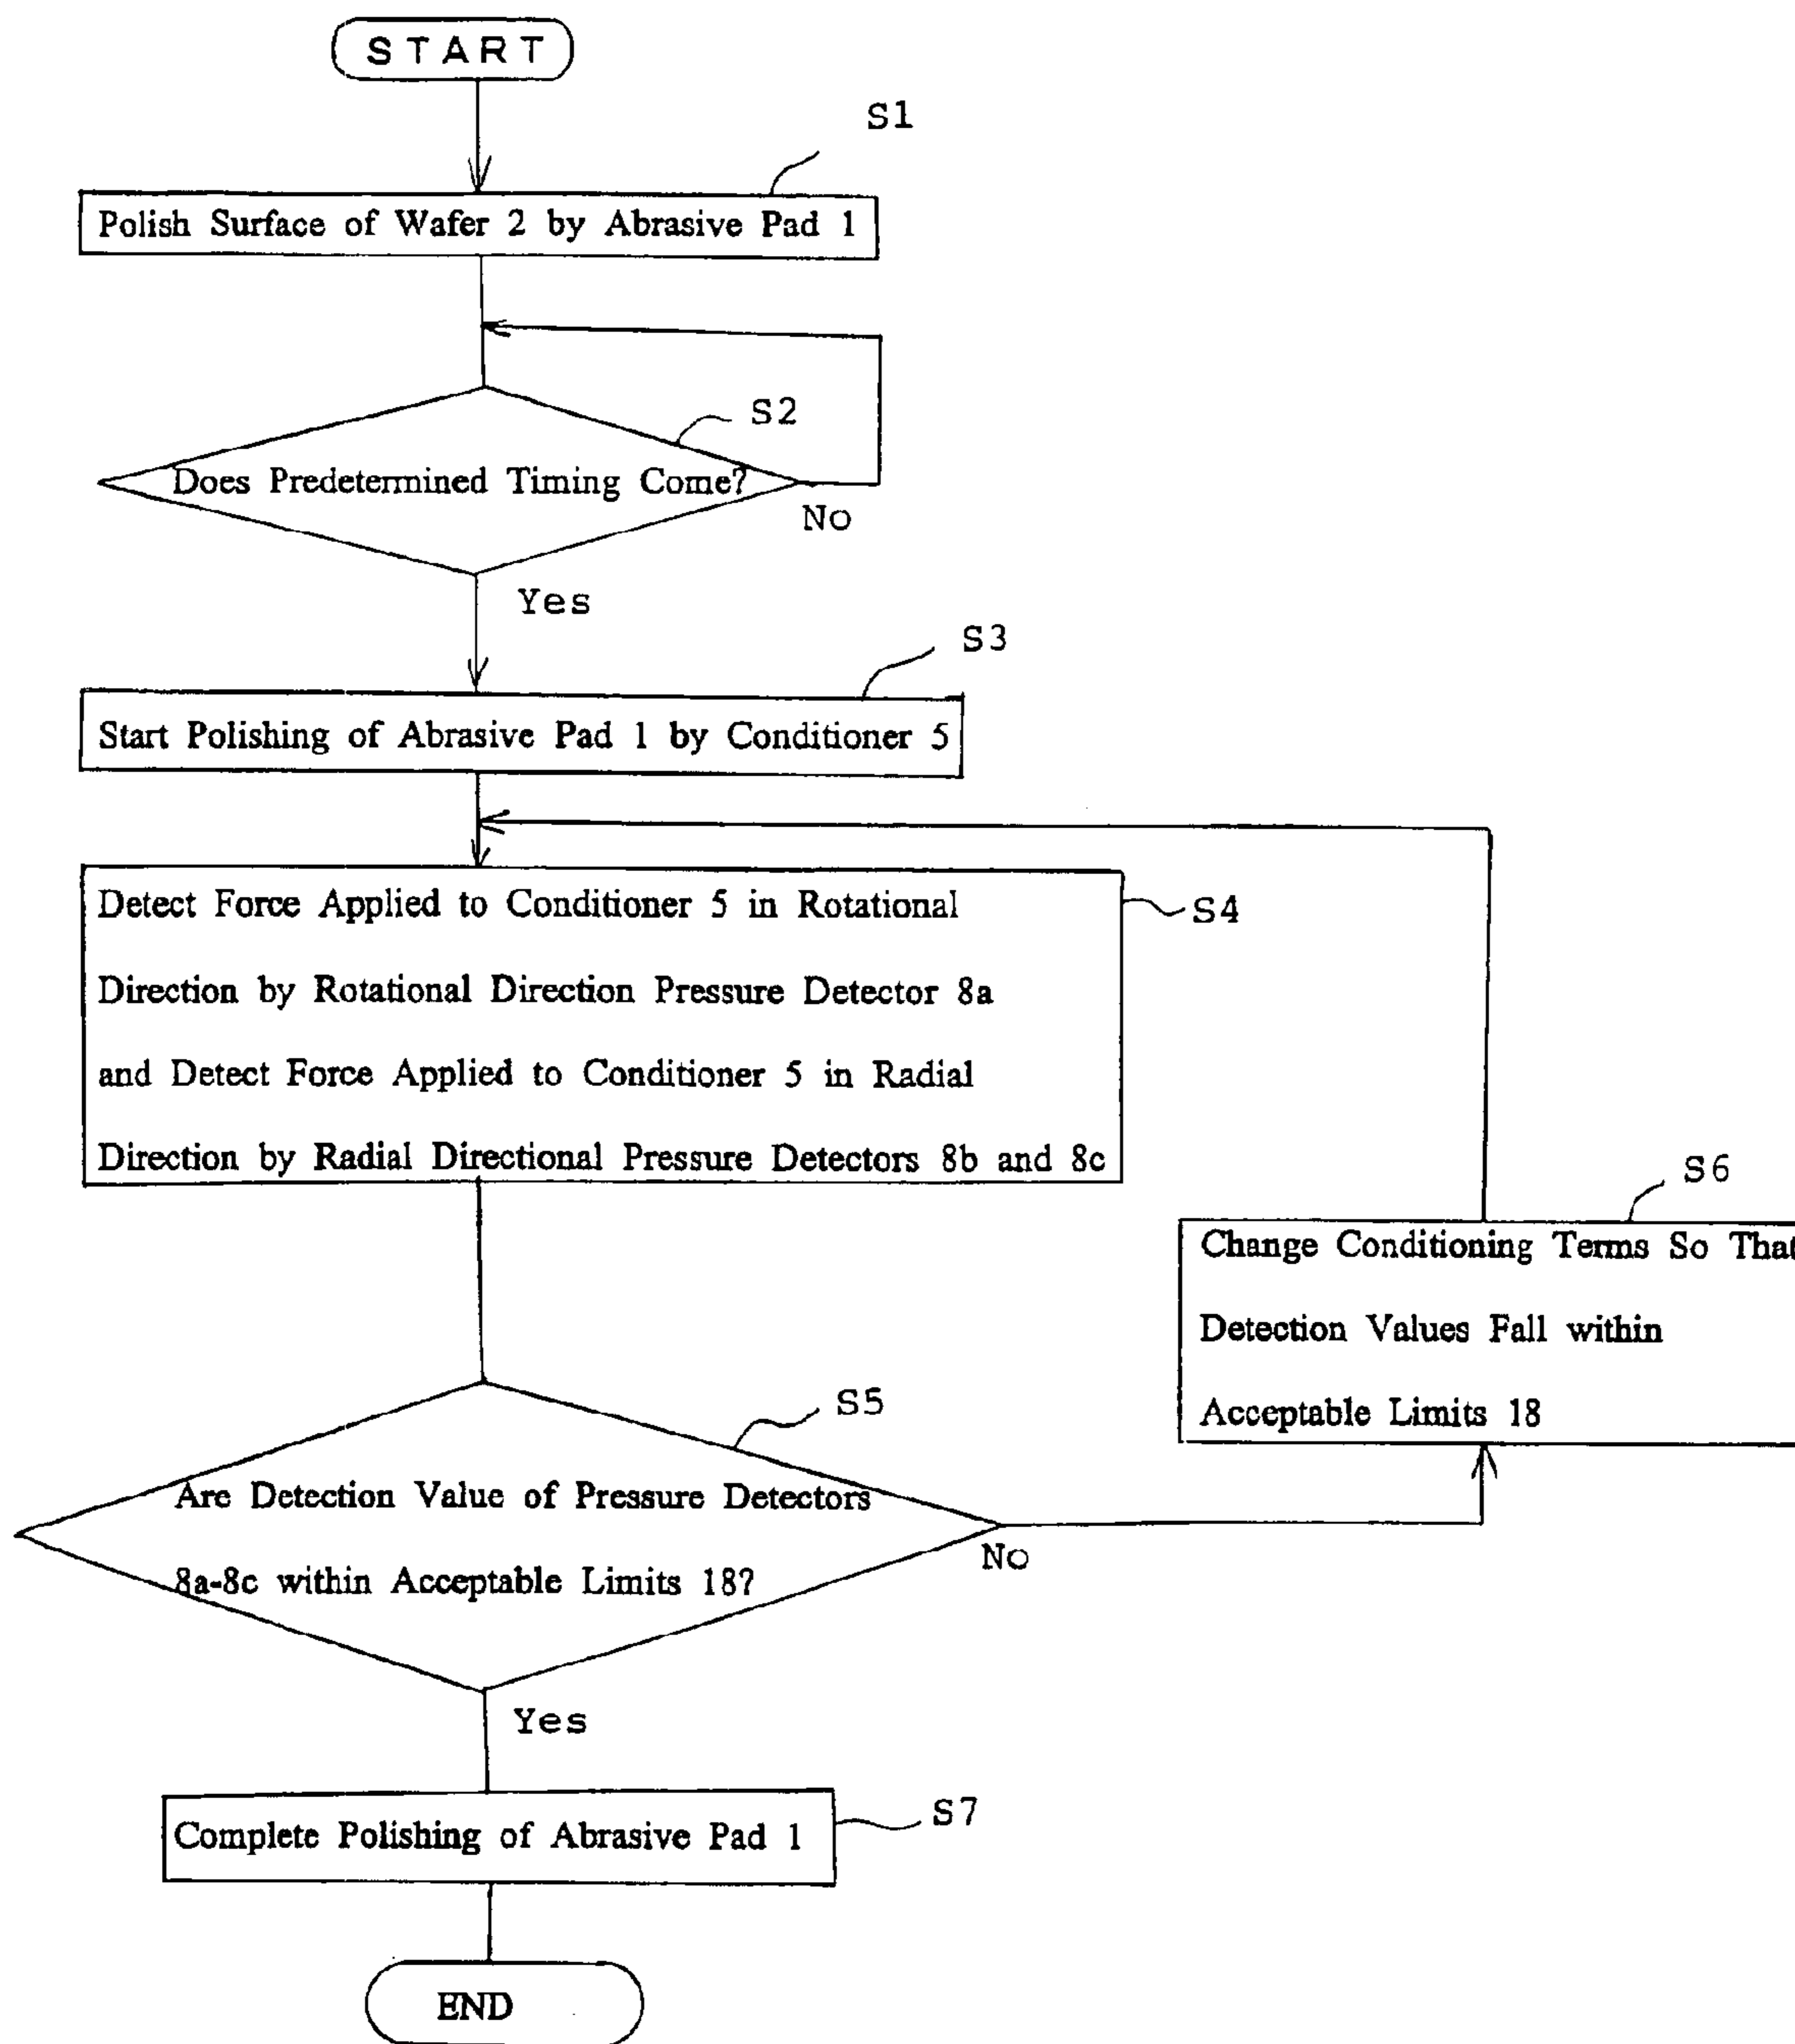 START
S1
Polish Surface of Wafer 2 by Abrasive Pad 1
S2
Does Predetermined Timing Come?
No
Yes
S3
Start Polishing of Abrasive Pad 1 by Conditioner 5
Detect Force Applied to Conditioner 5 in Rotational
Direction by Rotational Direction Pressure Detector 8a
and Detect Force Applied to Conditioner 5 in Radial
Direction by Radial Directional Pressure Detectors 8b and 8c
S4
S6
Change Conditioning Terms So That
Detection Values Fall within
Acceptable Limits 18
S5
Are Detection Value of Pressure Detectors
8a-8c within Acceptable Limits 18?
No
Yes
S7
Complete Polishing of Abrasive Pad 1
END